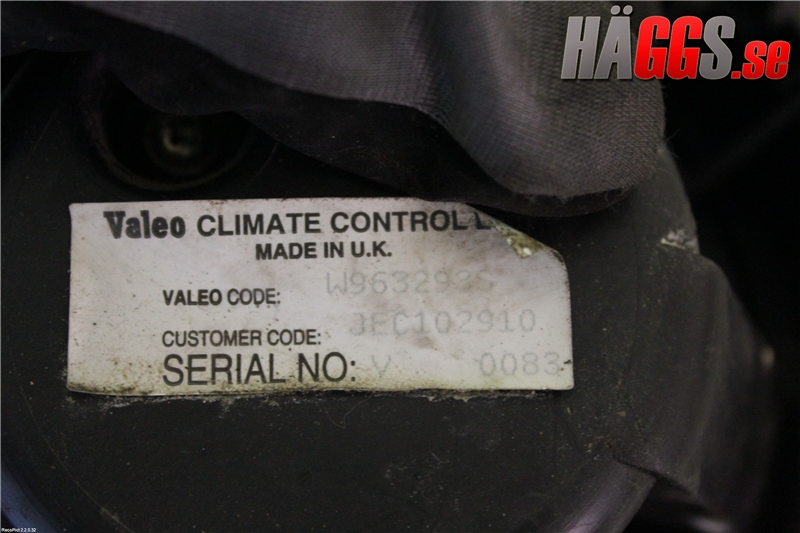 HÄGGS.se
Valeo CLIMATE CONTROL
MADE IN U.K.
VALEO CODE: W963293S
CUSTOMER CODE: JEC102910
SERIAL NO: V 0083